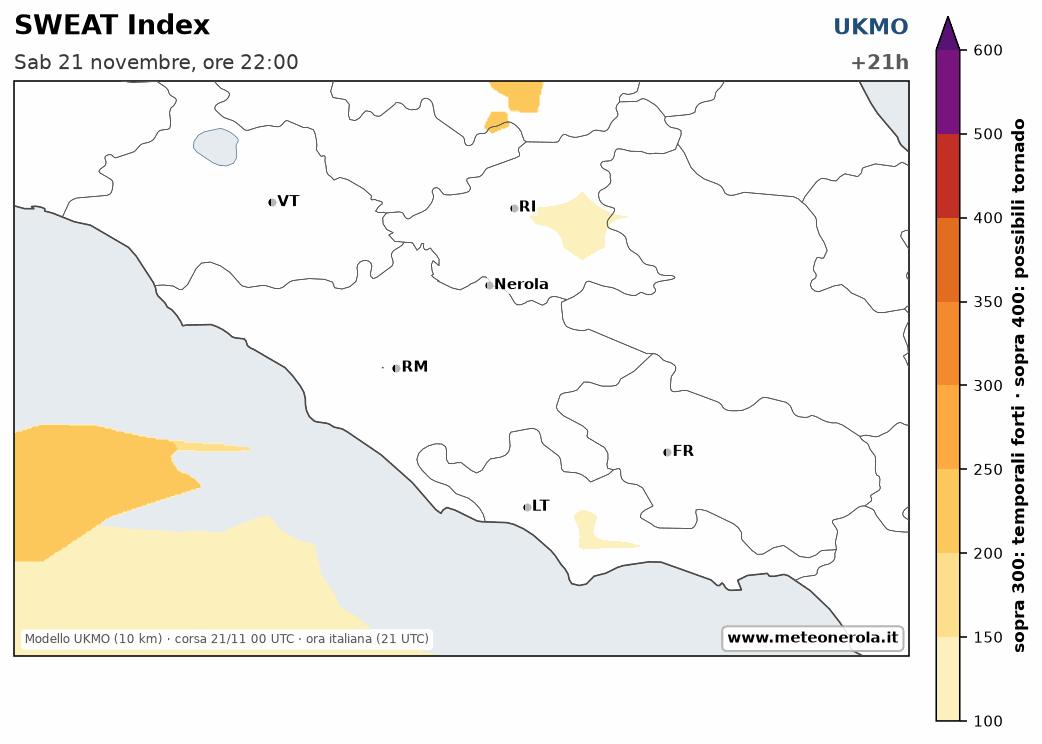 SWEAT Index
UKMO
Sab 21 novembre, ore 22:00
+21h
VT
RI
Nerola
RM
FR
LT
Modello UKMO (10 km) · corsa 21/11 00 UTC · ora italiana (21 UTC)
www.meteonerola.it
600
500
400
350
300
250
200
150
100
sopra 300: temporali forti · sopra 400: possibili tornado